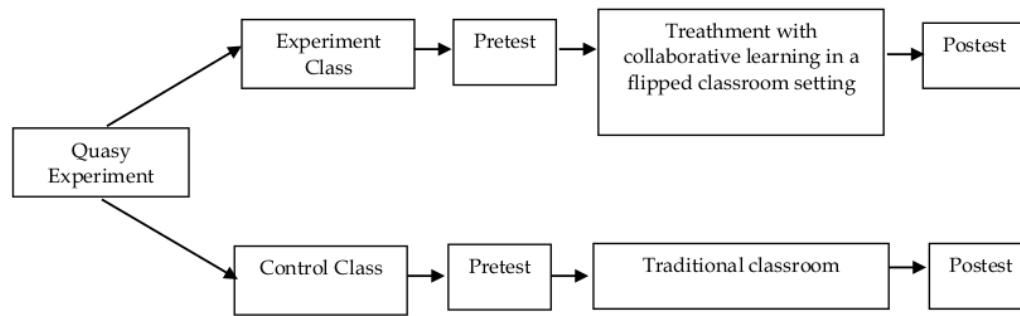 Experiment
Class
Pretest
Treathment with
collaborative learning in a
flipped classroom setting
Postest
Quasy
Experiment
Control Class
Pretest
Traditional classroom
Postest